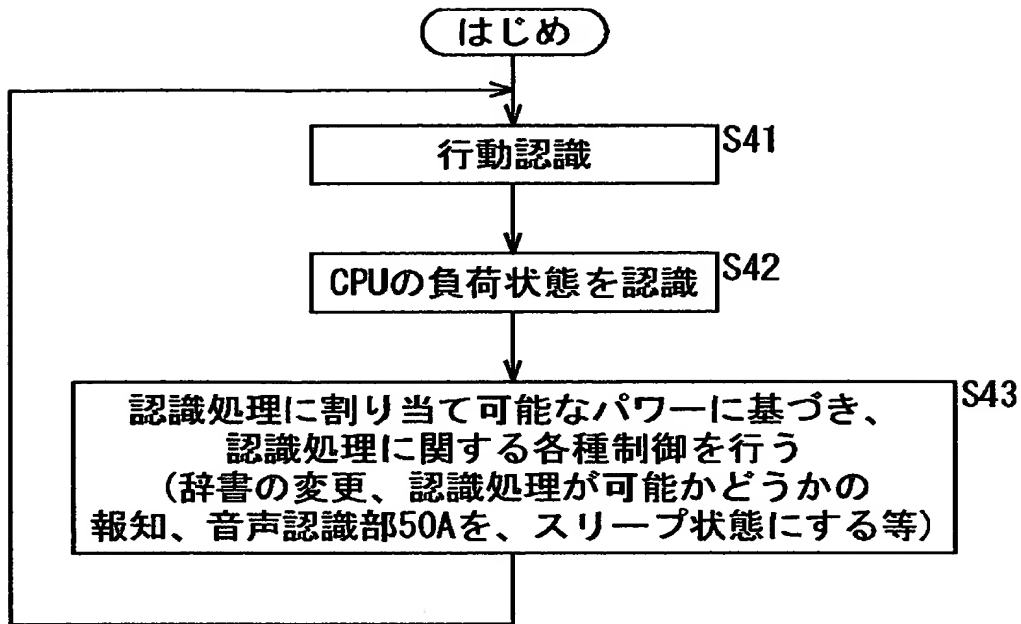 はじめ
行動認識
S41
CPUの負荷状態を認識
S42
認識処理に割り当て可能なパワーに基づき、
S43
認識処理に関する各種制御を行う
(辞書の変更、認識処理が可能かどうかの
報知、音声認識部50Aを、スリープ状態にする等)